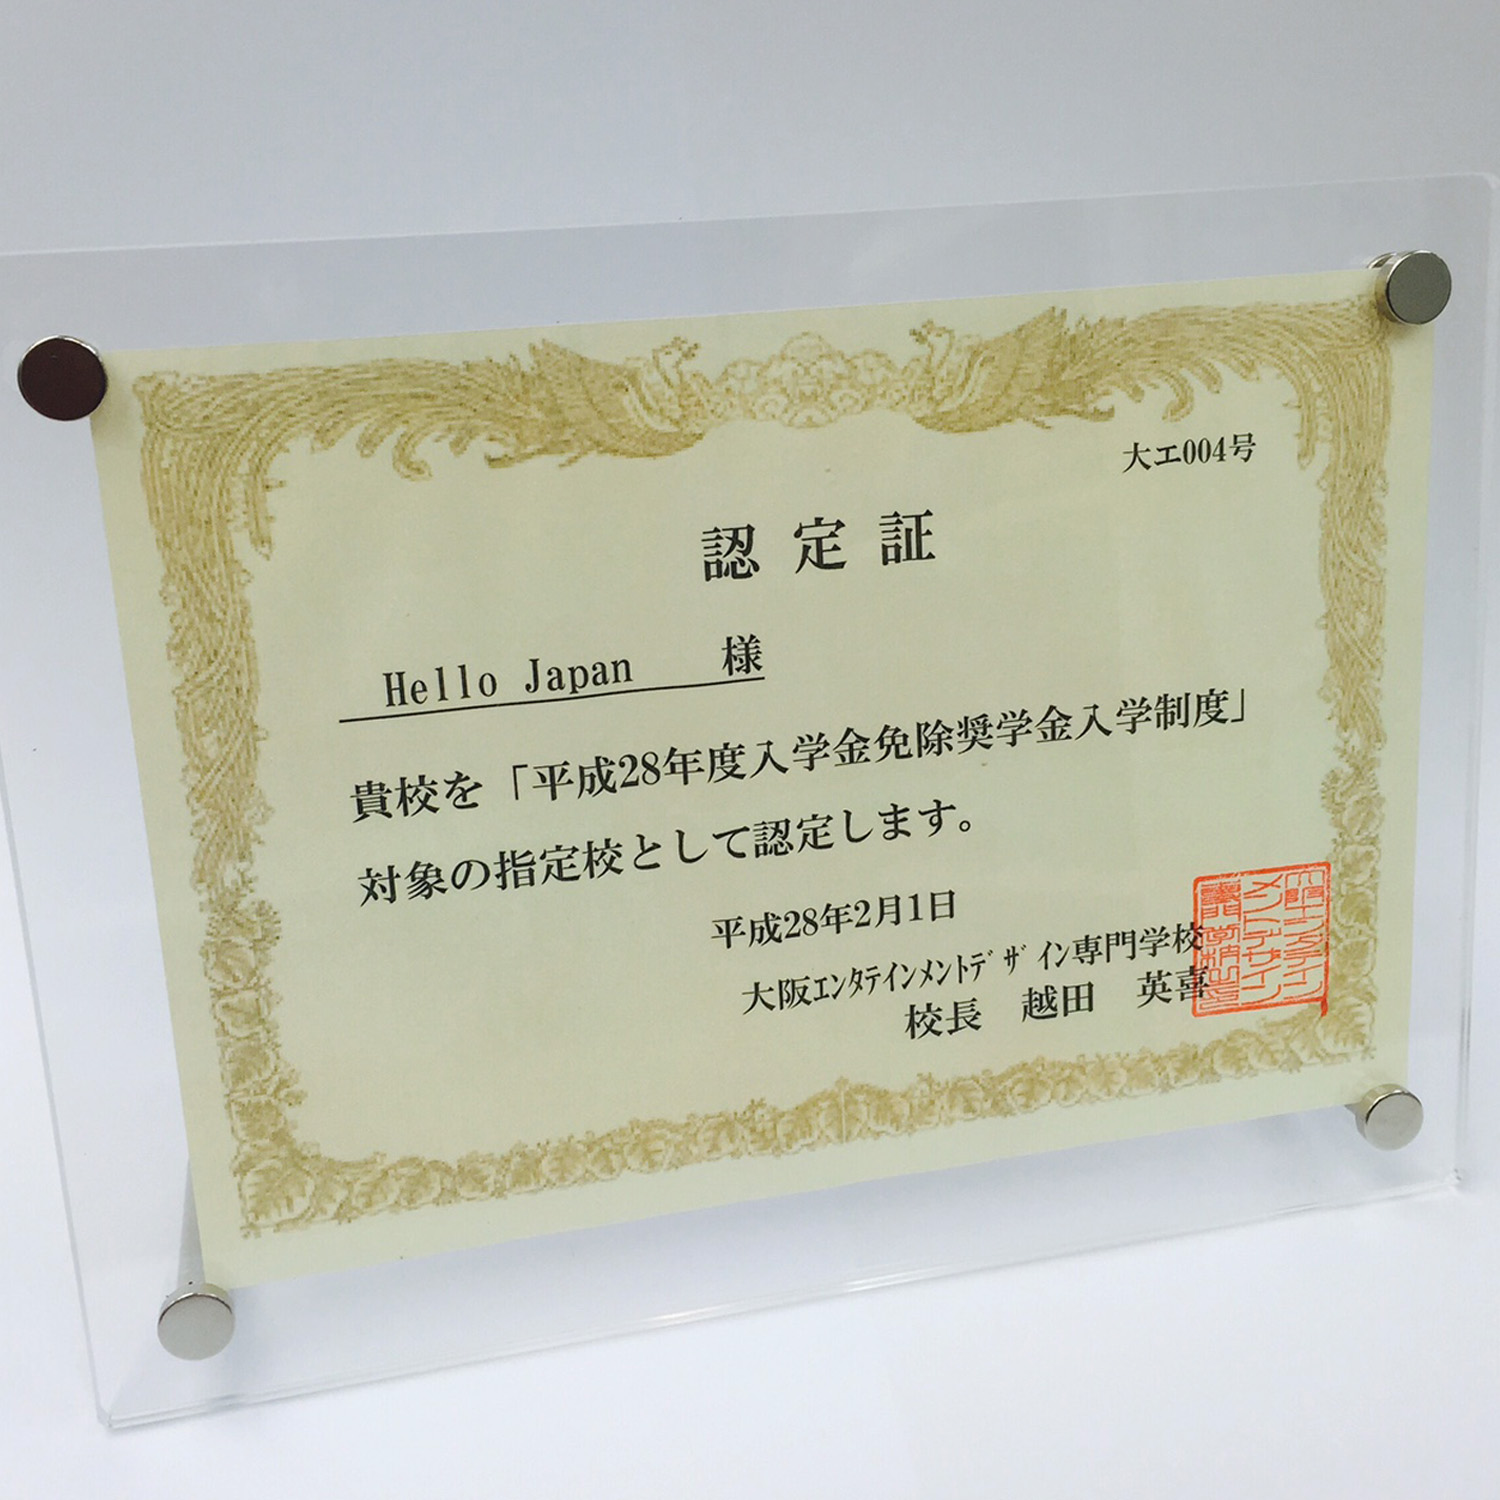 大エ004号
認定証
Hello Japan 様
貴校を「平成28年度入学金免除奨学金入学制度」
対象の指定校として認定します。
平成28年2月1日
大阪ｴﾝﾀﾃｲﾝﾒﾝﾄﾃﾞｻﾞｲﾝ専門学校
校長 越田 英喜